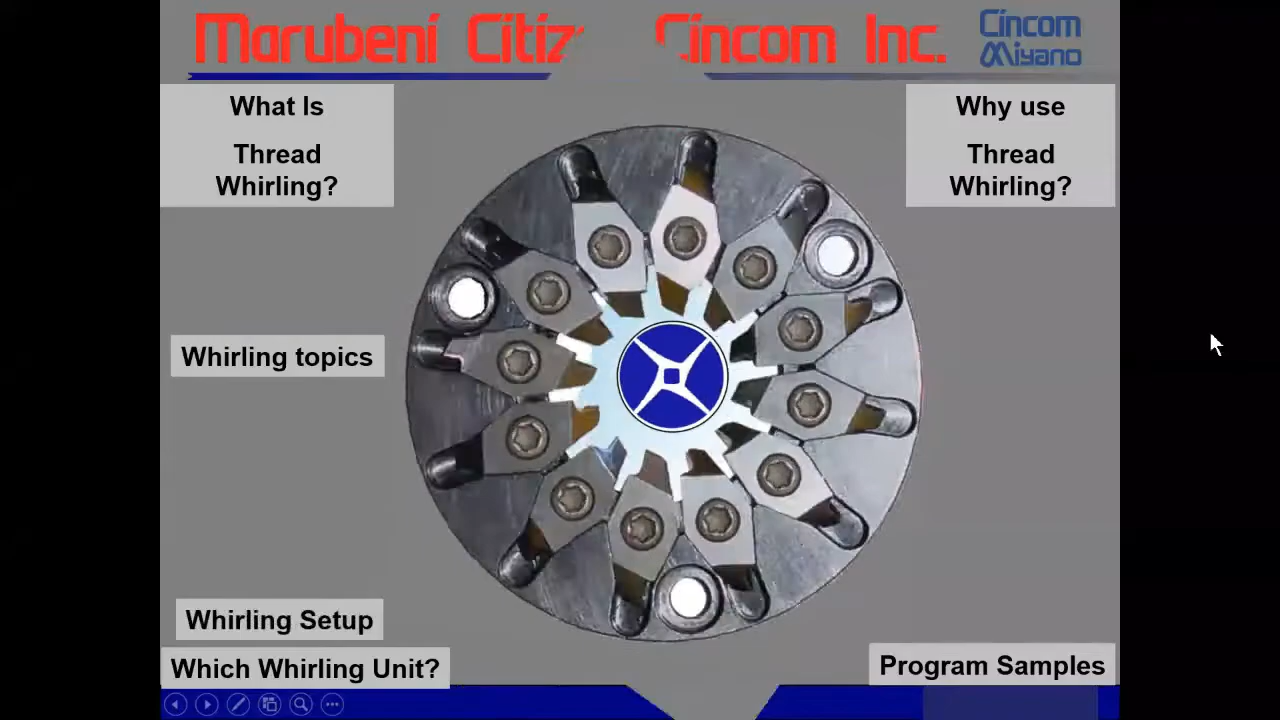 Marubeni Citiz Cincom Inc.
Cincom
Miyano
What Is
Thread
Whirling?
Why use
Thread
Whirling?
Whirling topics
Whirling Setup
Which Whirling Unit?
Program Samples